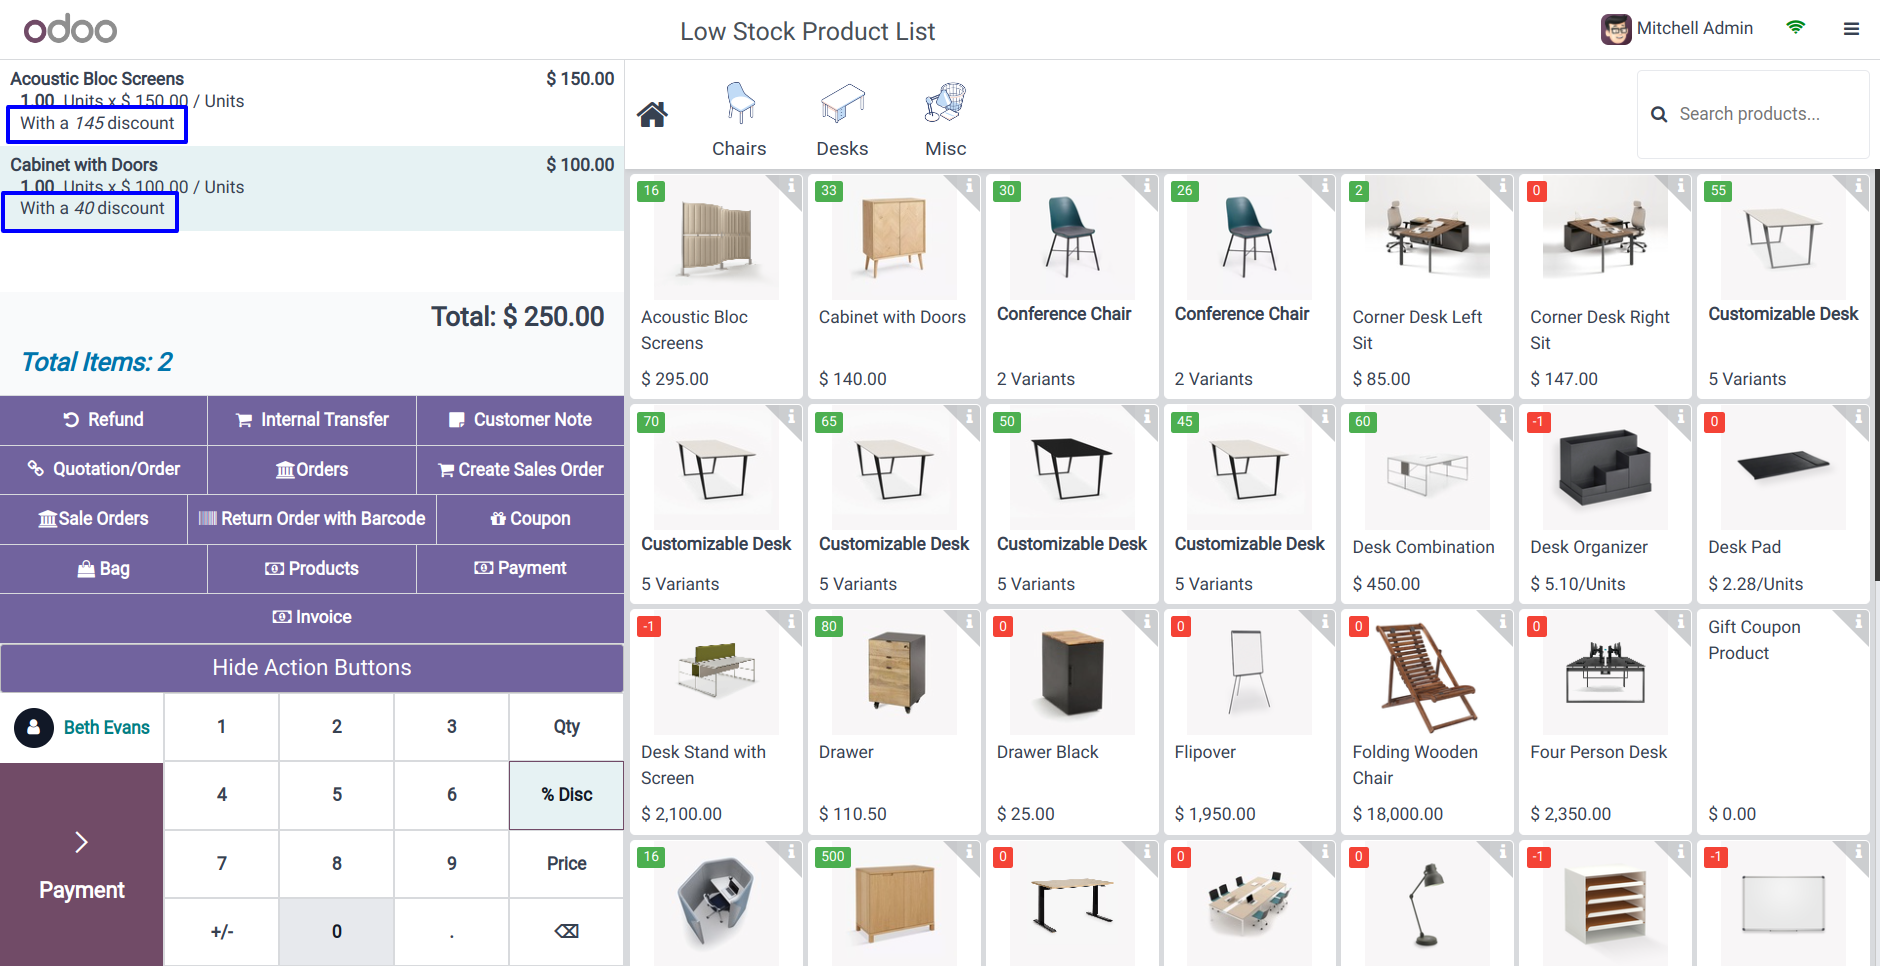 odoo
Low Stock Product List
Mitchell Admin
Acoustic Bloc Screens $ 150.00
1.00 Units x $ 150.00 / Units
With a 145 discount
Cabinet with Doors $ 100.00
1.00 Units x $ 100.00 / Units
With a 40 discount
Total: $ 250.00
Total Items: 2
Refund Internal Transfer Customer Note
Quotation/Order Orders Create Sales Order
Sale Orders Return Order with Barcode Coupon
Bag Products Payment
Invoice
Hide Action Buttons
Beth Evans
Payment
1 2 3 Qty
4 5 6 % Disc
7 8 9 Price
+/- 0 .
Chairs Desks Misc
Search products...
16 33 30 26 2 0 55
Acoustic Bloc Screens
$ 295.00
Cabinet with Doors
$ 140.00
Conference Chair
2 Variants
Conference Chair
2 Variants
Corner Desk Left Sit
$ 85.00
Corner Desk Right Sit
$ 147.00
Customizable Desk
5 Variants
70 65 50 45 60 -1 0
Customizable Desk
5 Variants
Customizable Desk
5 Variants
Customizable Desk
5 Variants
Customizable Desk
5 Variants
Desk Combination
$ 450.00
Desk Organizer
$ 5.10/Units
Desk Pad
$ 2.28/Units
-1 80 0 0 0 0
Desk Stand with Screen
$ 2,100.00
Drawer
$ 110.50
Drawer Black
$ 25.00
Flipover
$ 1,950.00
Folding Wooden Chair
$ 18,000.00
Four Person Desk
$ 2,350.00
Gift Coupon Product
$ 0.00
16 500 0 0 0 -1 -1